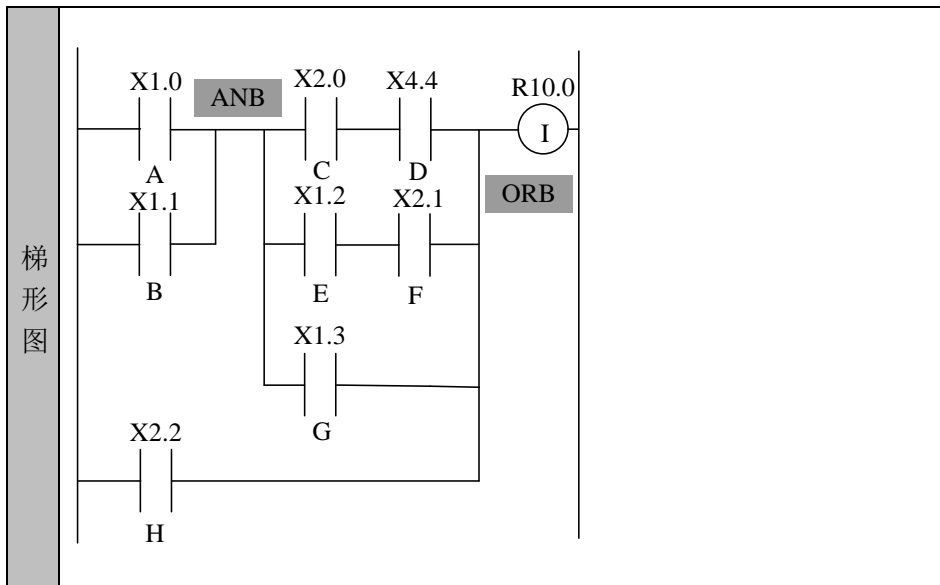 梯形图
X1.0
ANB
X2.0
X4.4
R10.0
I
A
C
D
X1.1
X1.2
X2.1
ORB
B
E
F
X1.3
G
X2.2
H